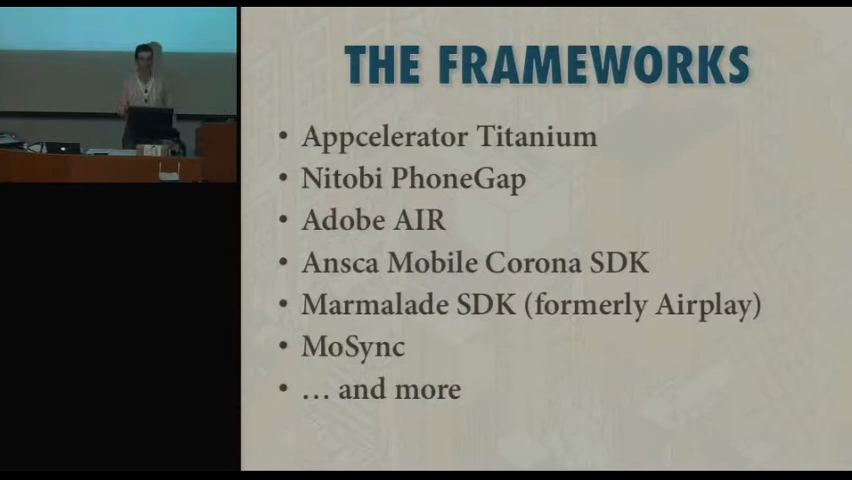 THE FRAMEWORKS
• Appcelerator Titanium
• Nitobi PhoneGap
• Adobe AIR
• Ansca Mobile Corona SDK
• Marmalade SDK (formerly Airplay)
• MoSync
• … and more